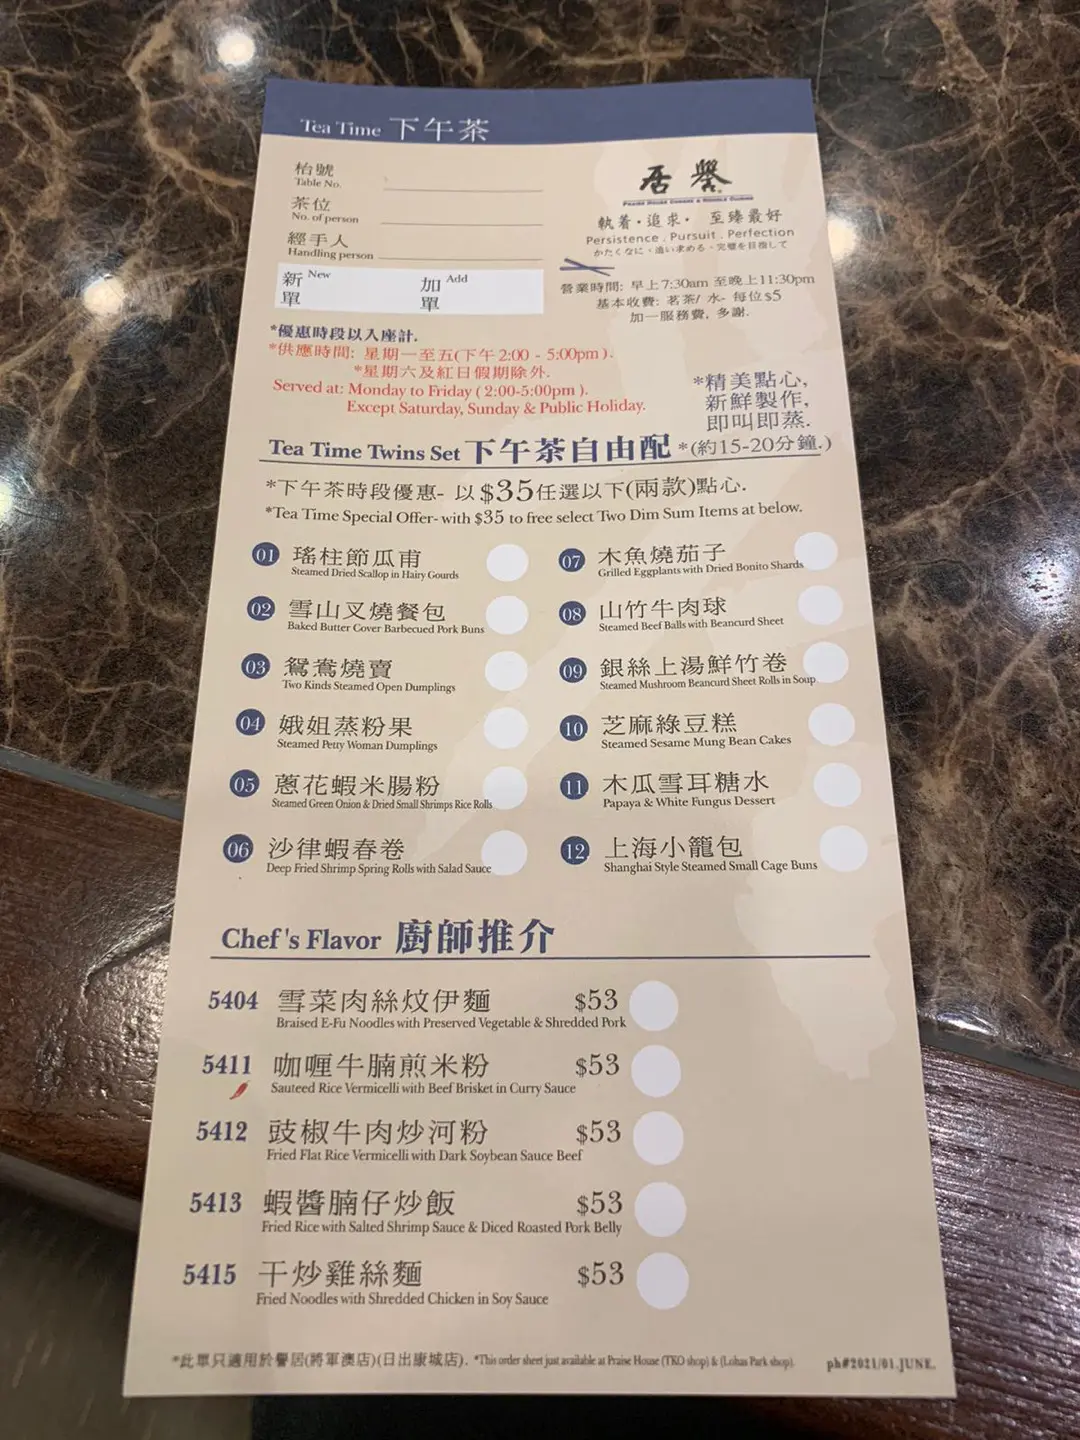 Tea Time 下午茶
枱號
Table No.
茶位
No. of person
經手人
Handling person
新單 New
加單 Add
居譽
PRAISE HOUSE CONGEE & NOODLE CUISINE
執着・追求・ 至臻最好
Persistence . Pursuit . Perfection
かたくなに・追い求める・完璧を目指して
營業時間: 早上7:30am 至晚上11:30pm
基本收費: 茗茶/ 水- 每位$5
加一服務費, 多謝.
*優惠時段以入座計.
*供應時間: 星期一至五(下午2:00 - 5:00pm ).
*星期六及紅日假期除外.
Served at: Monday to Friday ( 2:00-5:00pm ).
Except Saturday, Sunday & Public Holiday.
*精美點心,
新鮮製作,
即叫即蒸.
*(約15-20分鐘.)
Tea Time Twins Set 下午茶自由配
*下午茶時段優惠- 以 $35任選以下(兩款)點心.
*Tea Time Special Offer- with $35 to free select Two Dim Sum Items at below.
01 瑤柱節瓜甫
Steamed Dried Scallop in Hairy Gourds
02 雪山叉燒餐包
Baked Butter Cover Barbecued Pork Buns
03 鴛鴦燒賣
Two Kinds Steamed Open Dumplings
04 娥姐蒸粉果
Steamed Petry Woman Dumplings
05 蔥花蝦米腸粉
Steamed Green Onion & Dried Small Shrimps Rice Rolls
06 沙律蝦春卷
Deep Fried Shrimp Spring Rolls with Salad Sauce
07 木魚燒茄子
Grilled Eggplants with Dried Bonito Shards
08 山竹牛肉球
Steamed Beef Balls with Beancurd Sheet
09 銀絲上湯鮮竹卷
Steamed Mushroom Beancurd Sheet Rolls in Soup
10 芝麻綠豆糕
Steamed Sesame Mung Bean Cakes
11 木瓜雪耳糖水
Papaya & White Fungus Dessert
12 上海小籠包
Shanghai Style Steamed Small Cage Buns
Chef's Flavor 廚師推介
5404 雪菜肉絲炆伊麵 $53
Braised E-Fu Noodles with Preserved Vegetable & Shredded Pork
5411 咖喱牛腩煎米粉 $53
Sauteed Rice Vermicelli with Beef Brisket in Curry Sauce
5412 豉椒牛肉炒河粉 $53
Fried Flat Rice Vermicelli with Dark Soybean Sauce Beef
5413 蝦醬腩仔炒飯 $53
Fried Rice with Salted Shrimp Sauce & Diced Roasted Pork Belly
5415 干炒雞絲麵 $53
Fried Noodles with Shredded Chicken in Soy Sauce
*此單只適用於譽居(將軍澳店)(日出康城店). *This order sheet just available at Praise House (TKO shop) & (Lohas Park shop).
ph#2021/01.JUNE.